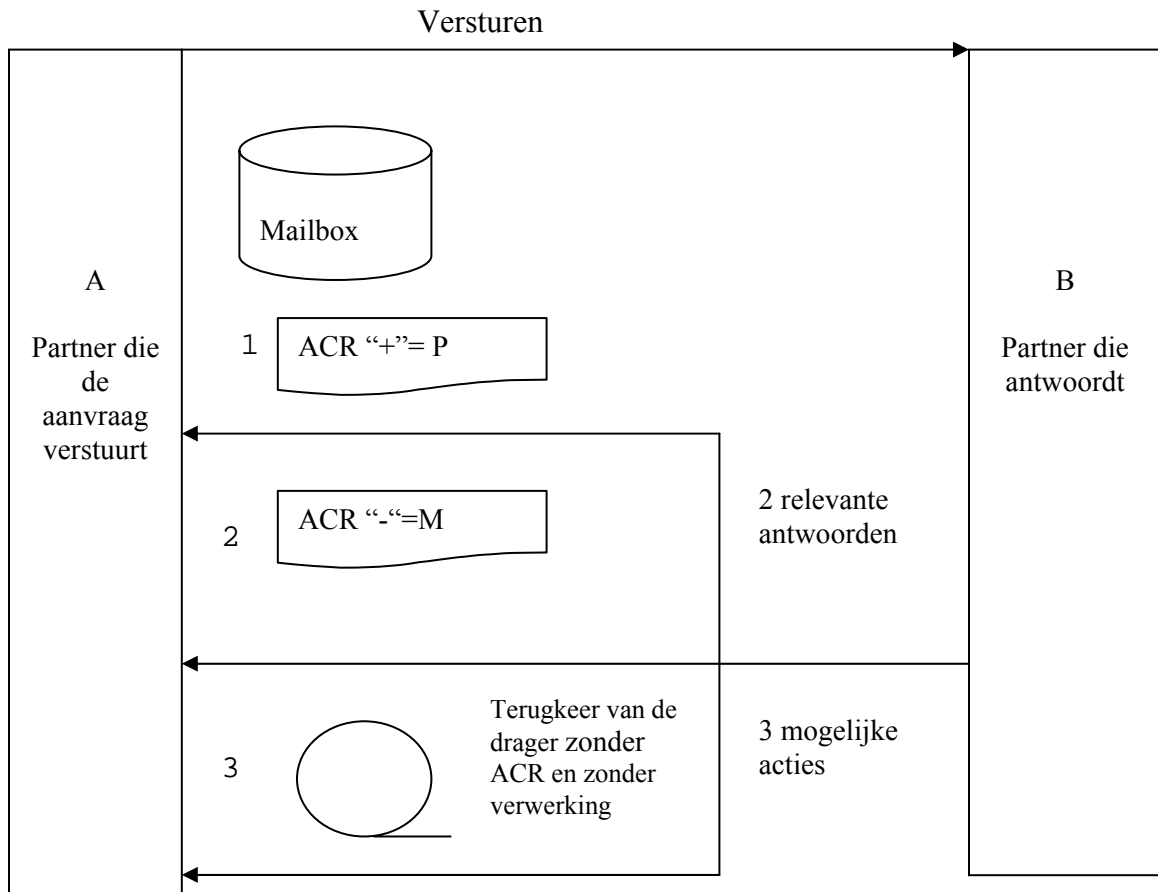 Versturen
Mailbox
A
Partner die
de
aanvraag
verstuurt
B
Partner die
antwoordt
1
ACR “+”= P
2
ACR “-“=M
2 relevante
antwoorden
3
Terugkeer van de
drager zonder
ACR en zonder
verwerking
3 mogelijke
acties